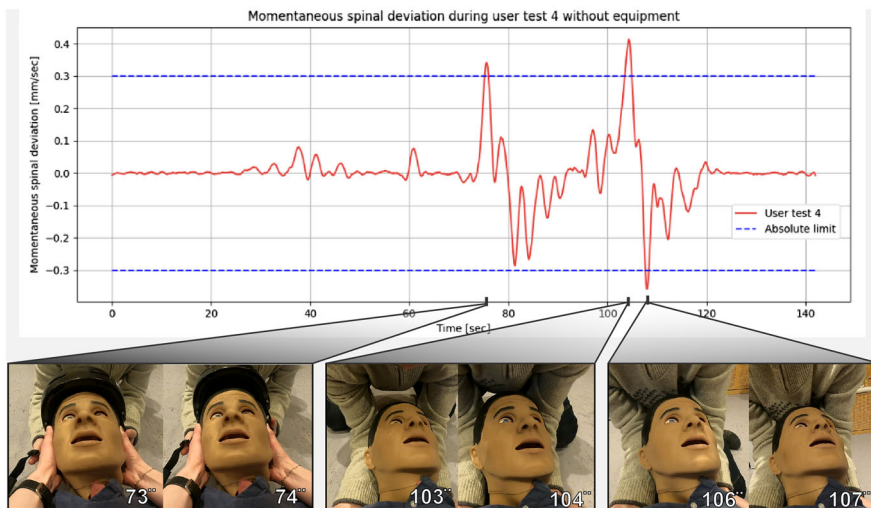 Momentaneous spinal deviation during user test 4 without equipment
Momentaneous spinal deviation [mm/sec]
0.4
0.3
0.2
0.1
0.0
−0.1
−0.2
−0.3
User test 4
Absolute limit
0 20 40 60 80 100 120 140
Time [sec]
73¨ 74¨ 103¨ 104¨ 106¨ 107¨